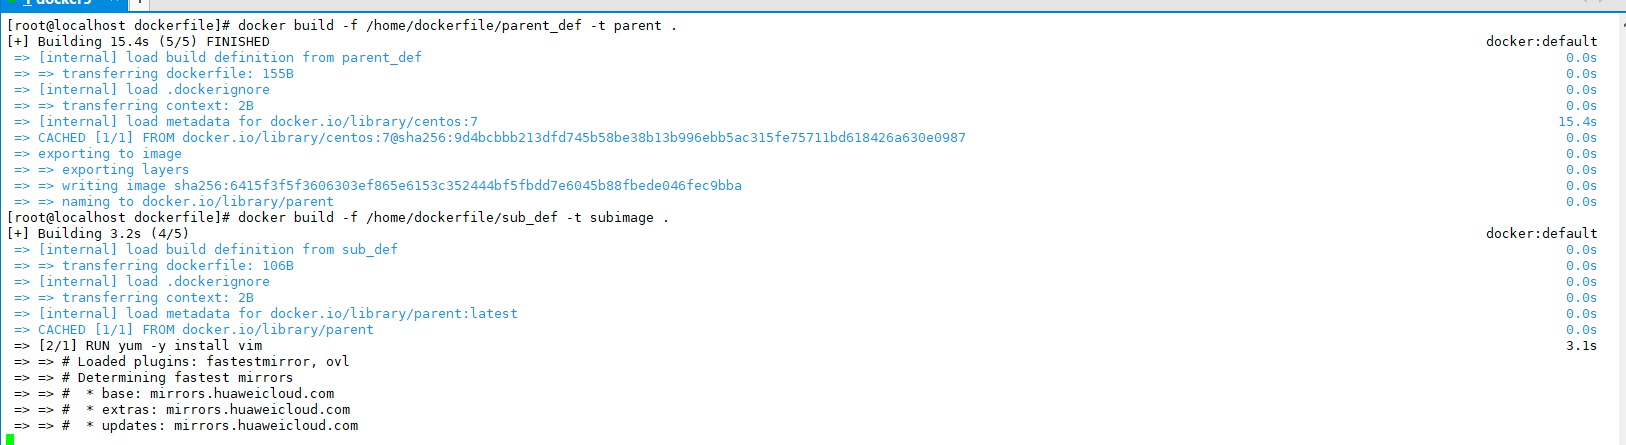 [root@localhost dockerfile]# docker build -f /home/dockerfile/parent_def -t parent .
[+] Building 15.4s (5/5) FINISHED docker:default
=> [internal] load build definition from parent_def 0.0s
=> => transferring dockerfile: 155B 0.0s
=> [internal] load .dockerignore 0.0s
=> => transferring context: 2B 0.0s
=> [internal] load metadata for docker.io/library/centos:7 15.4s
=> CACHED [1/1] FROM docker.io/library/centos:7@sha256:9d4bcbbb213dfd745b58be38b13b996ebb5ac315fe75711bd618426a630e0987 0.0s
=> exporting to image 0.0s
=> => exporting layers 0.0s
=> => writing image sha256:6415f3f5f3606303ef865e6153c352444bf5fbdd7e6045b88fbede046fec9bba 0.0s
=> => naming to docker.io/library/parent 0.0s
[root@localhost dockerfile]# docker build -f /home/dockerfile/sub_def -t subimage .
[+] Building 3.2s (4/5) docker:default
=> [internal] load build definition from sub_def 0.0s
=> => transferring dockerfile: 106B 0.0s
=> [internal] load .dockerignore 0.0s
=> => transferring context: 2B 0.0s
=> [internal] load metadata for docker.io/library/parent:latest 0.0s
=> CACHED [1/1] FROM docker.io/library/parent 0.0s
=> [2/1] RUN yum -y install vim 3.1s
=> => # Loaded plugins: fastestmirror, ovl
=> => # Determining fastest mirrors
=> => #  * base: mirrors.huaweicloud.com
=> => #  * extras: mirrors.huaweicloud.com
=> => #  * updates: mirrors.huaweicloud.com